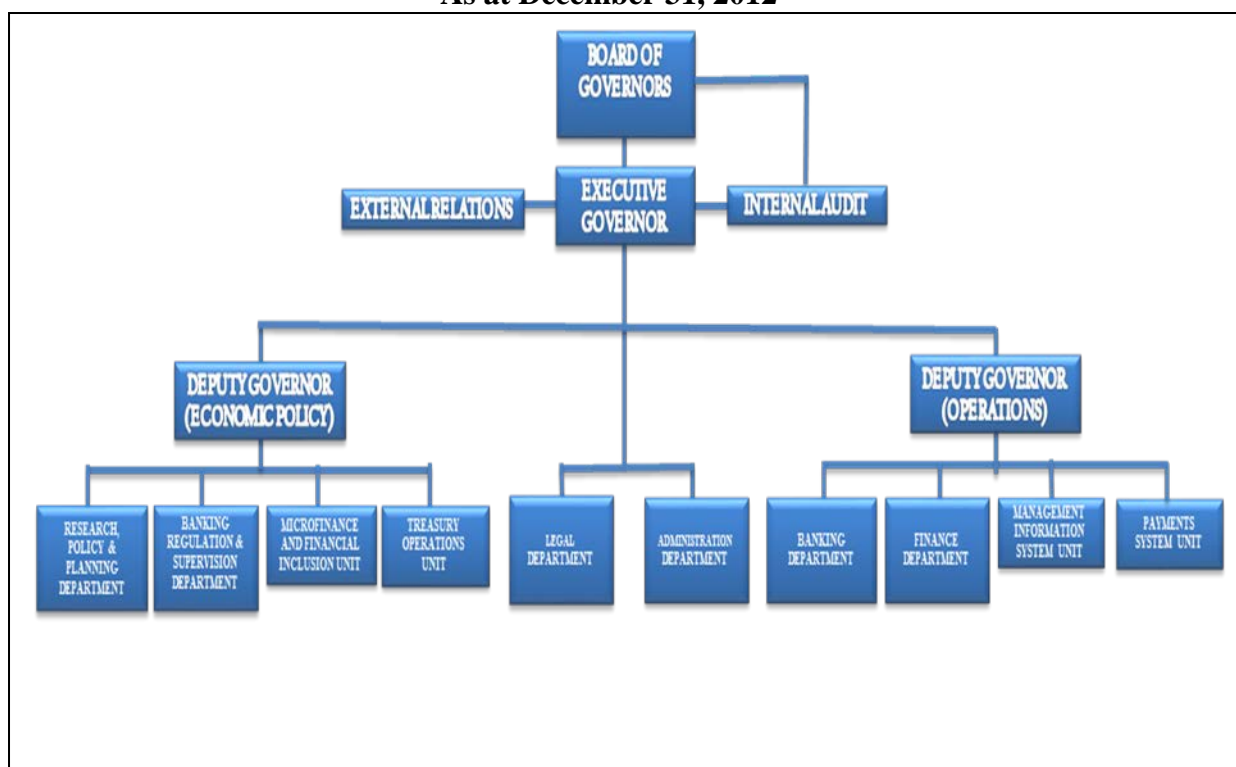 As at December 31, 2012
BOARD OF
GOVERNORS
EXECUTIVE
GOVERNOR
EXTERNAL RELATIONS
INTERNAL AUDIT
DEPUTY GOVERNOR
(ECONOMIC POLICY)
DEPUTY GOVERNOR
(OPERATIONS)
RESEARCH,
POLICY &
PLANNING
DEPARTMENT
BANKING
REGULATION &
SUPERVISION
DEPARTMENT
MICROFINANCE
AND FINANCIAL
INCLUSION UNIT
TREASURY
OPERATIONS
UNIT
LEGAL
DEPARTMENT
ADMINISTRATION
DEPARTMENT
BANKING
DEPARTMENT
FINANCE
DEPARTMENT
MANAGEMENT
INFORMATION
SYSTEM UNIT
PAYMENTS
SYSTEM UNIT